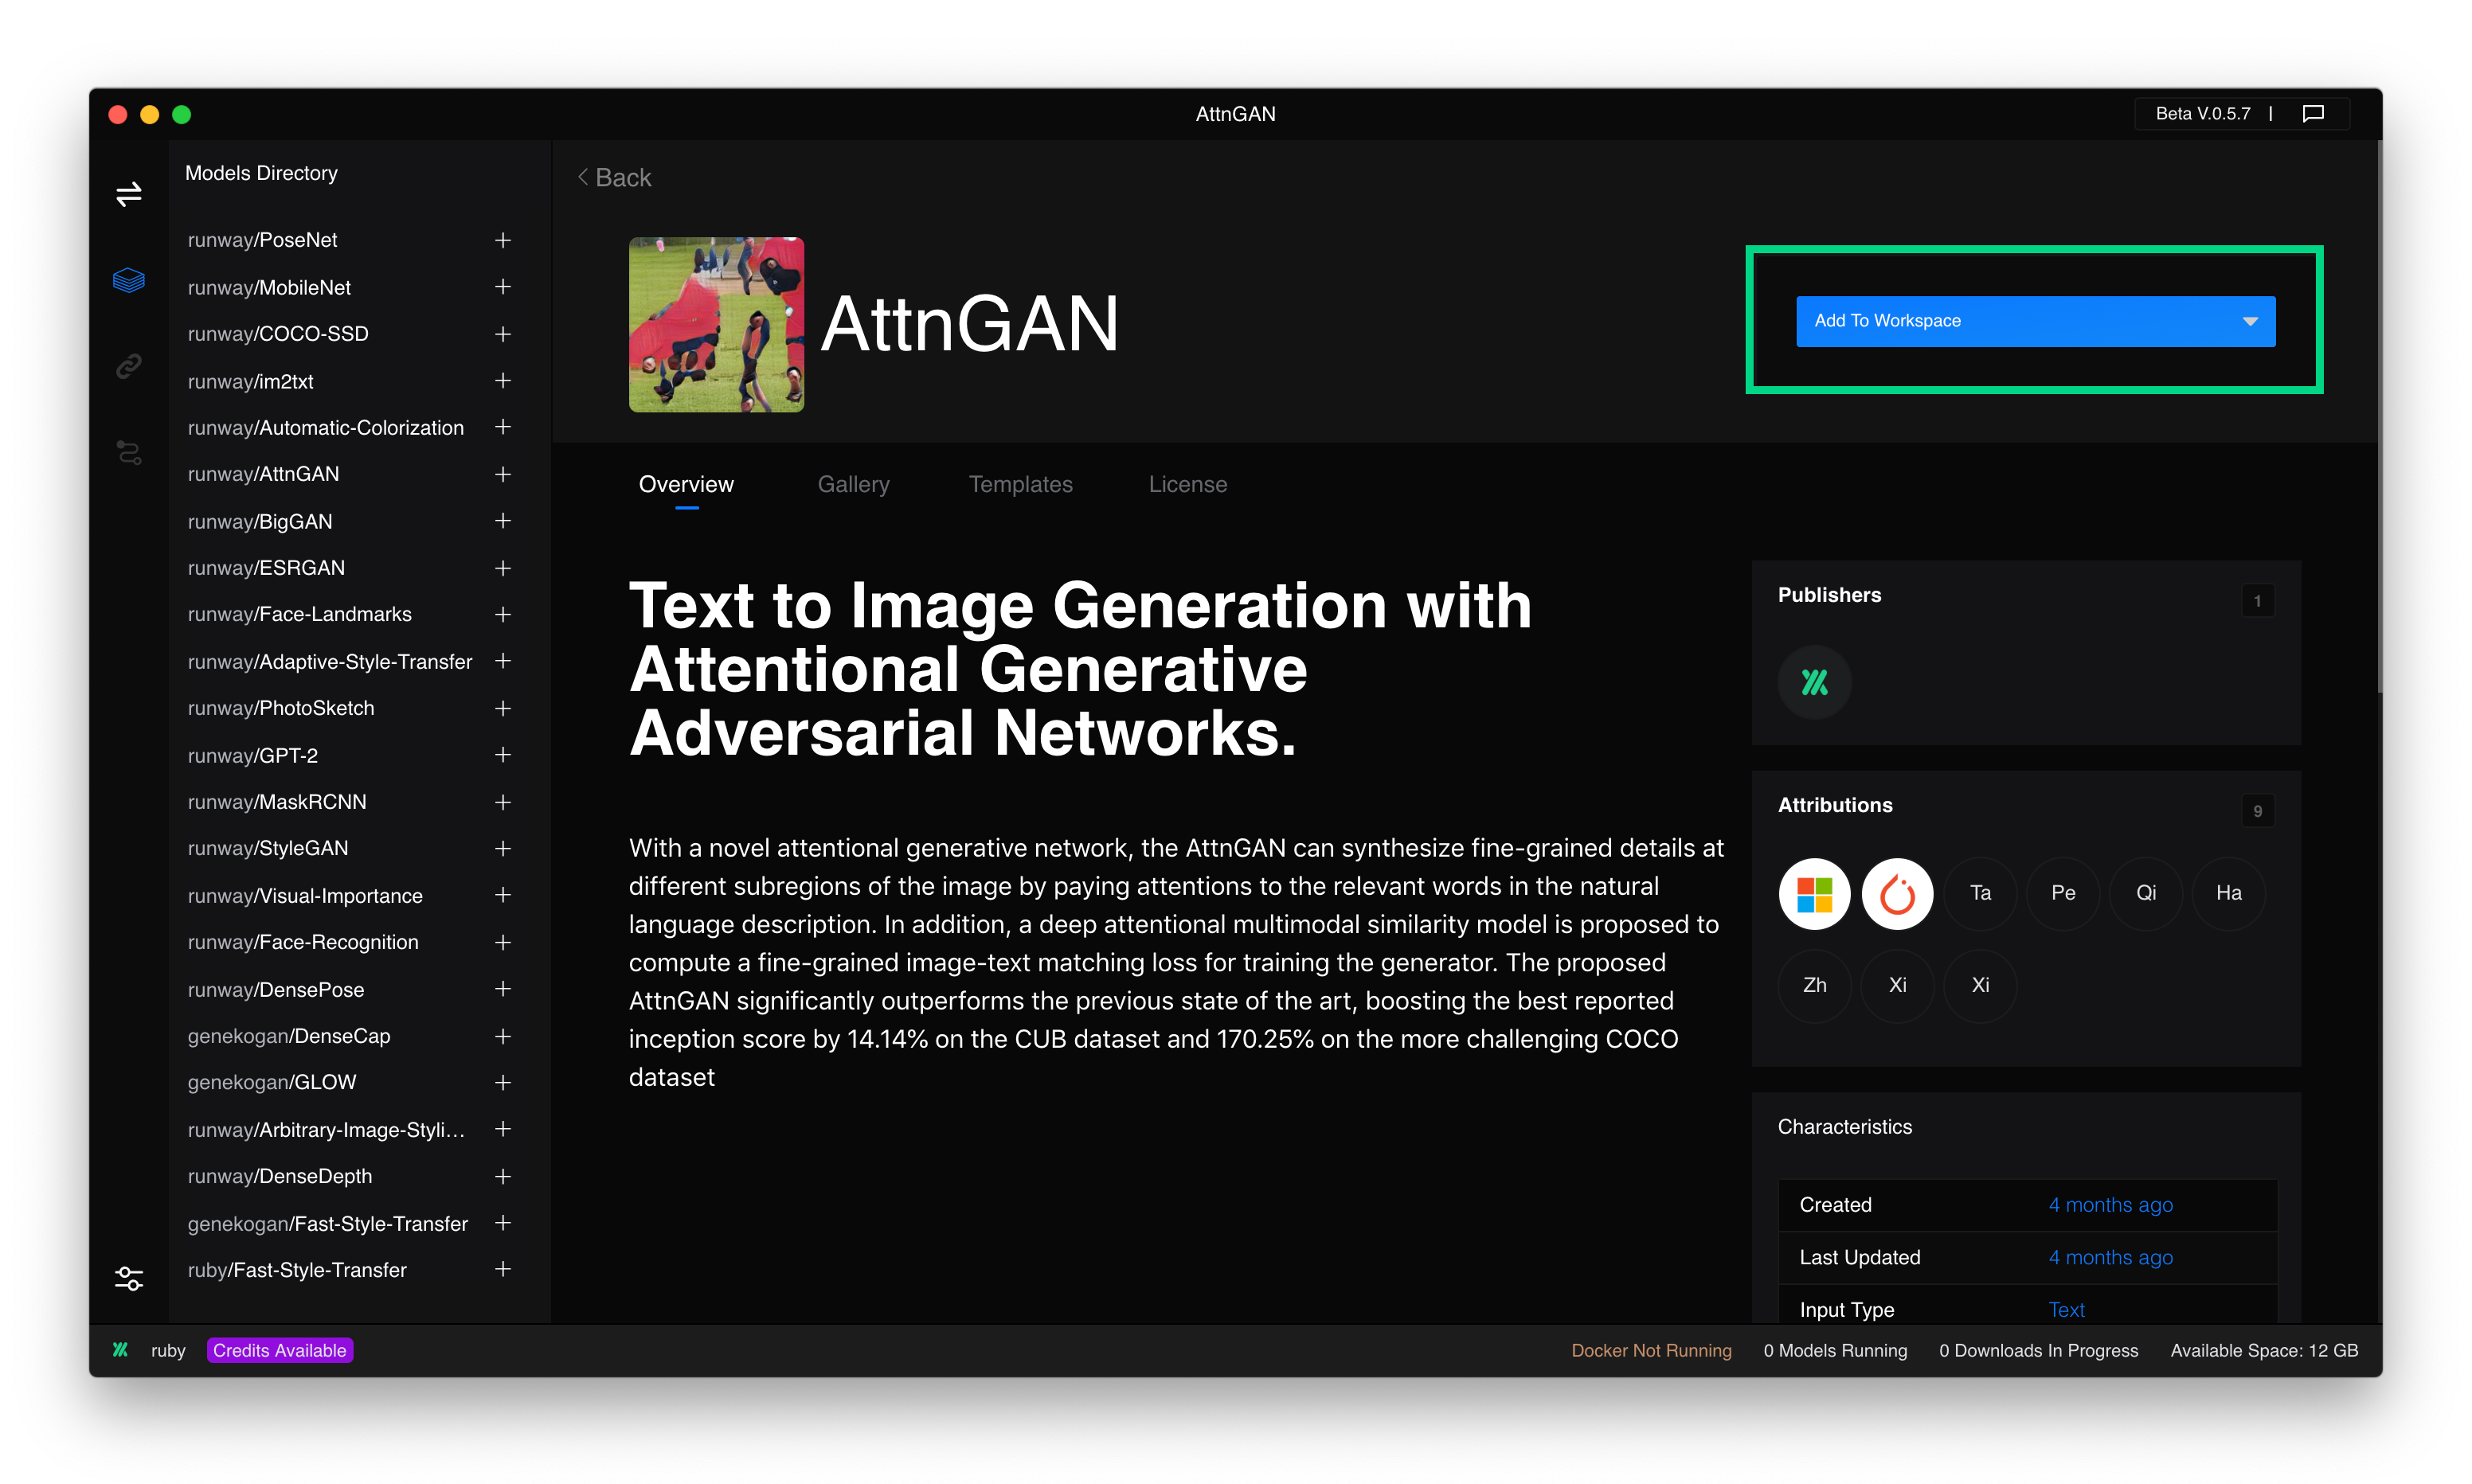 AttnGAN
Beta V.0.5.7 |
Models Directory
runway/PoseNet
runway/MobileNet
runway/COCO-SSD
runway/im2txt
runway/Automatic-Colorization
runway/AttnGAN
runway/BigGAN
runway/ESRGAN
runway/Face-Landmarks
runway/Adaptive-Style-Transfer
runway/PhotoSketch
runway/GPT-2
runway/MaskRCNN
runway/StyleGAN
runway/Visual-Importance
runway/Face-Recognition
runway/DensePose
genekogan/DenseCap
genekogan/GLOW
runway/Arbitrary-Image-Styli...
runway/DenseDepth
genekogan/Fast-Style-Transfer
ruby/Fast-Style-Transfer
Back
AttnGAN
Add To Workspace
Overview Gallery Templates License
Text to Image Generation with
Attentional Generative
Adversarial Networks.
With a novel attentional generative network, the AttnGAN can synthesize fine-grained details at
different subregions of the image by paying attentions to the relevant words in the natural
language description. In addition, a deep attentional multimodal similarity model is proposed to
compute a fine-grained image-text matching loss for training the generator. The proposed
AttnGAN significantly outperforms the previous state of the art, boosting the best reported
inception score by 14.14% on the CUB dataset and 170.25% on the more challenging COCO
dataset
Publishers 1
Attributions 9
Ta Pe Qi Ha
Zh Xi Xi
Characteristics
Created 4 months ago
Last Updated 4 months ago
Input Type Text
ruby Credits Available
Docker Not Running 0 Models Running 0 Downloads In Progress Available Space: 12 GB